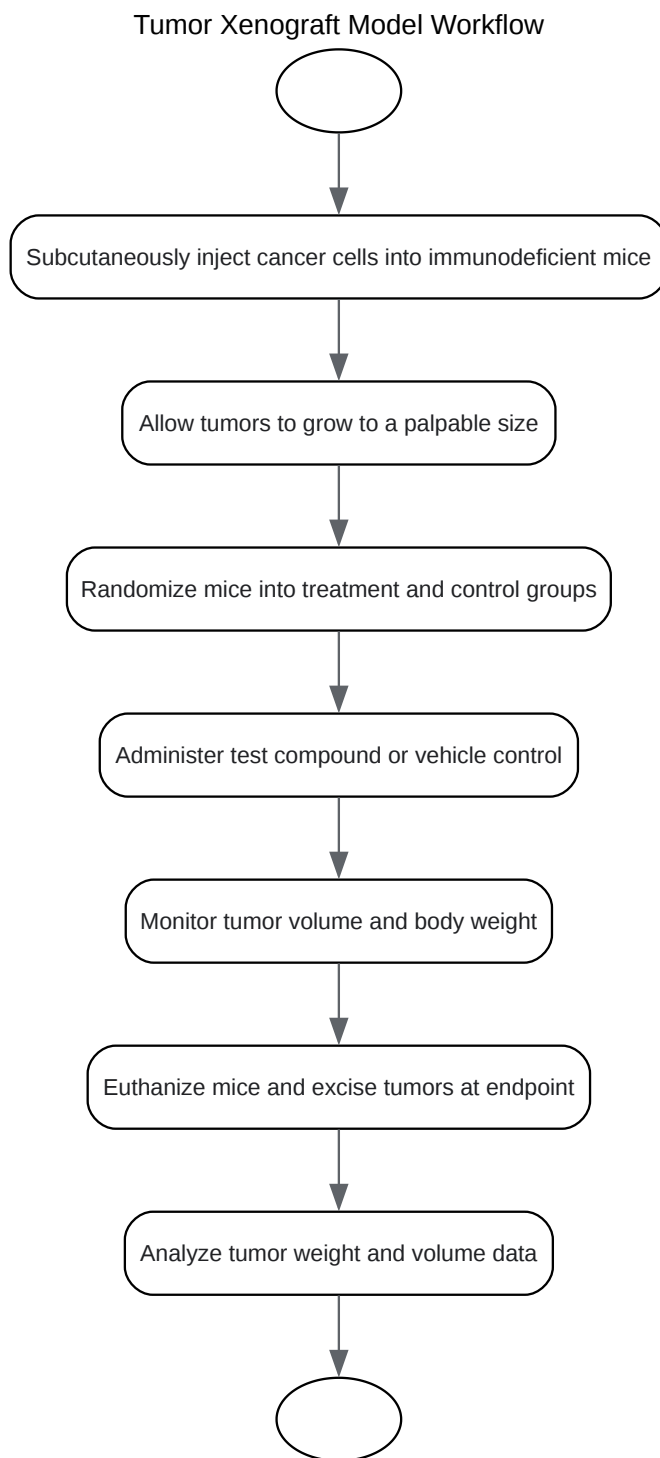 Tumor Xenograft Model Workflow
Subcutaneously inject cancer cells into immunodeficient mice
Allow tumors to grow to a palpable size
Randomize mice into treatment and control groups
Administer test compound or vehicle control
Monitor tumor volume and body weight
Euthanize mice and excise tumors at endpoint
Analyze tumor weight and volume data